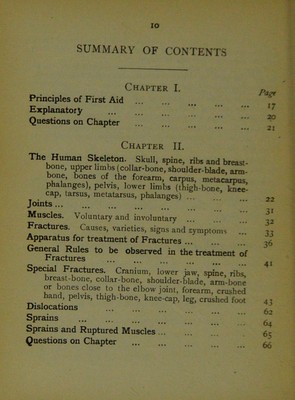 10
SUMMARY OF CONTENTS
CHAPTER I.
Page
Principles of First Aid ... ... ... ... ... 17
Explanatory ... ... ... ... ... ... 20
Questions on Chapter ... ... ... ... ... 21
CHAPTER II.
The Human Skeleton. Skull, spine, ribs and breast-
bone, upper limbs (collar-bone, shoulder-blade, arm-
bone, bones of the forearm, carpus, metacarpus,
phalanges), pelvis, lower limbs (thigh-bone, knee-
cap, tarsus, metatarsus, phalanges) ... ... ... 22
Joints ... ... ... ... ... ... ... ... 31
Muscles. Voluntary and involuntary ... ... ... 32
Fractures. Causes, varieties, signs and symptoms ... 33
Apparatus for treatment of Fractures ... ... ... 36
General Rules to be observed in the treatment of
Fractures ... ... ... ... ... ... 41
Special Fractures. Cranium, lower jaw, spine, ribs,
breast-bone, collar-bone, shoulder-blade, arm-bone
or bones close to the elbow joint, forearm, crushed
hand, pelvis, thigh-bone, knee-cap, leg, crushed foot 43
Dislocations ... ... ... ... ... ... 62
Sprains ... ... ... ... ... ... ... 64
Sprains and Ruptured Muscles ... ... ... ... 65
Questions on Chapter ... ... ... ... ... 66